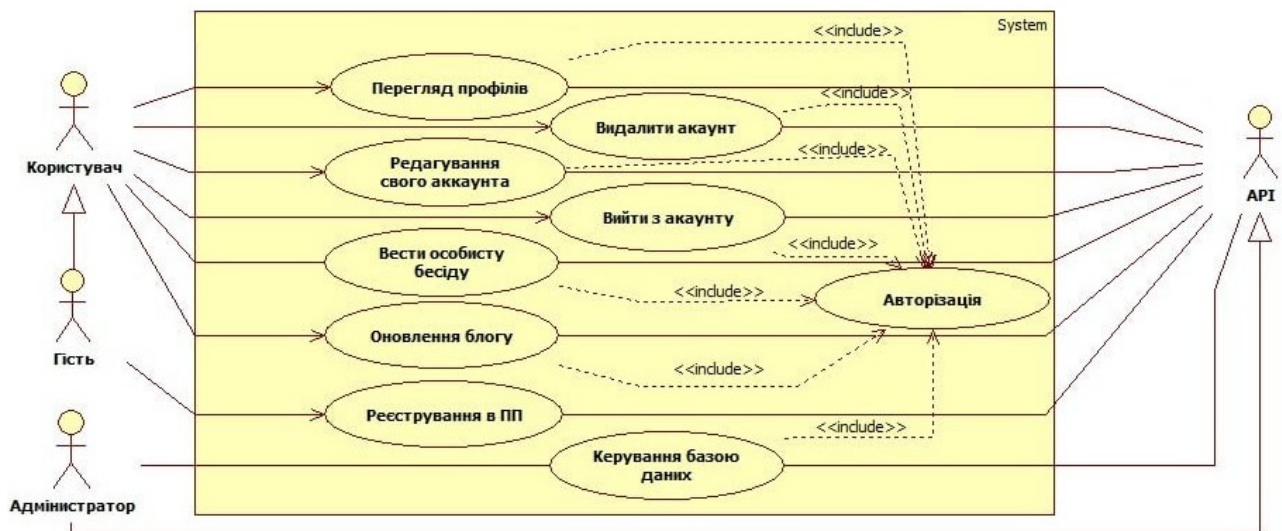 System
<<include>>
Перегляд профілів
<<include>>
Видалити акаунт
Користувач
Редагування
свого аккаунта
<<include>>
API
Вийти з акаунту
Вести особисту
бесіду
<<include>>
<<include>>
Авторізація
Гість
Оновлення блогу
<<include>>
Реєстрування в ПП
<<include>>
Керування базою
даних
Адміністратор